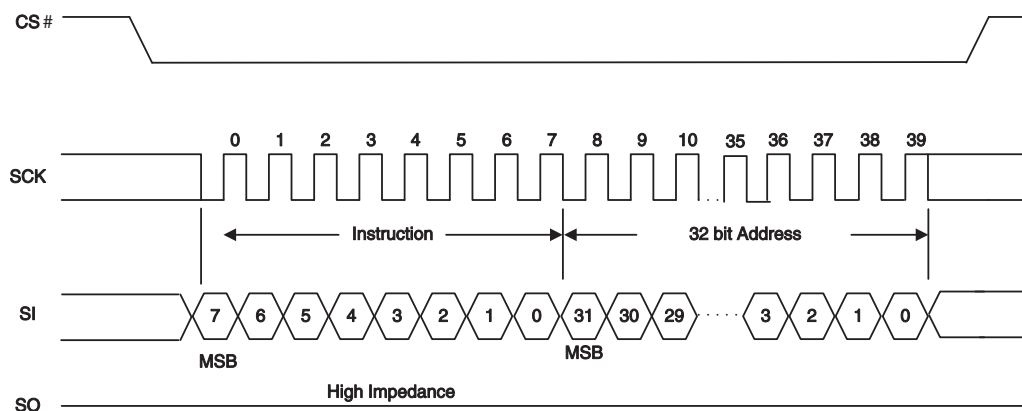 CS #
0 1 2 3 4 5 6 7 8 9 10 35 36 37 38 39
SCK
Instruction 32 bit Address
SI 7 6 5 4 3 2 1 0 31 30 29 ····· 3 2 1 0
MSB MSB
High Impedance
SO